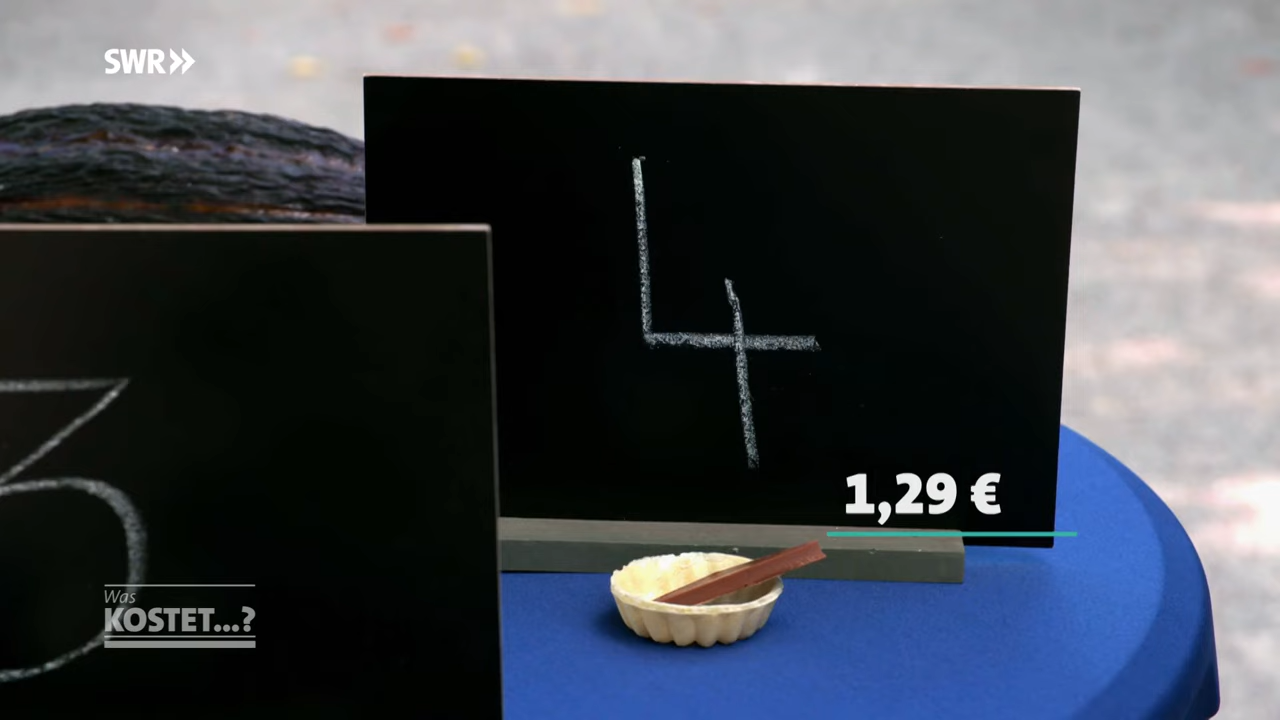 SWR»
4
3
1,29 €
Was
KOSTET...?